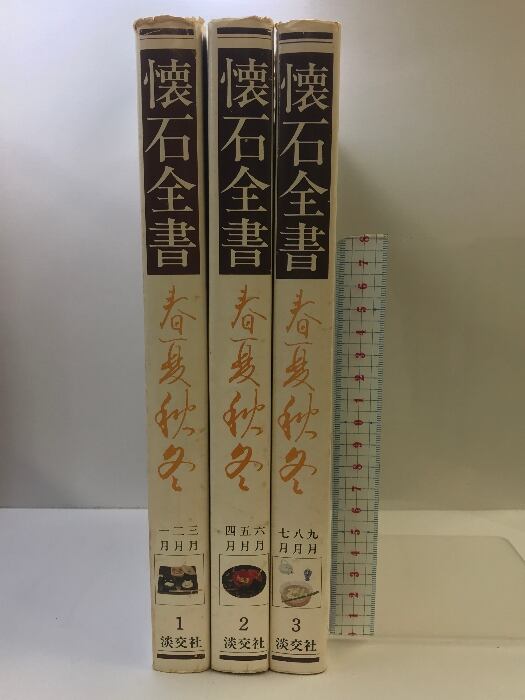 懐石全書
春夏秋冬
一月 二月 三月
1
淡交社
懐石全書
春夏秋冬
四月 五月 六月
2
淡交社
懐石全書
春夏秋冬
七月 八月 九月
3
淡交社